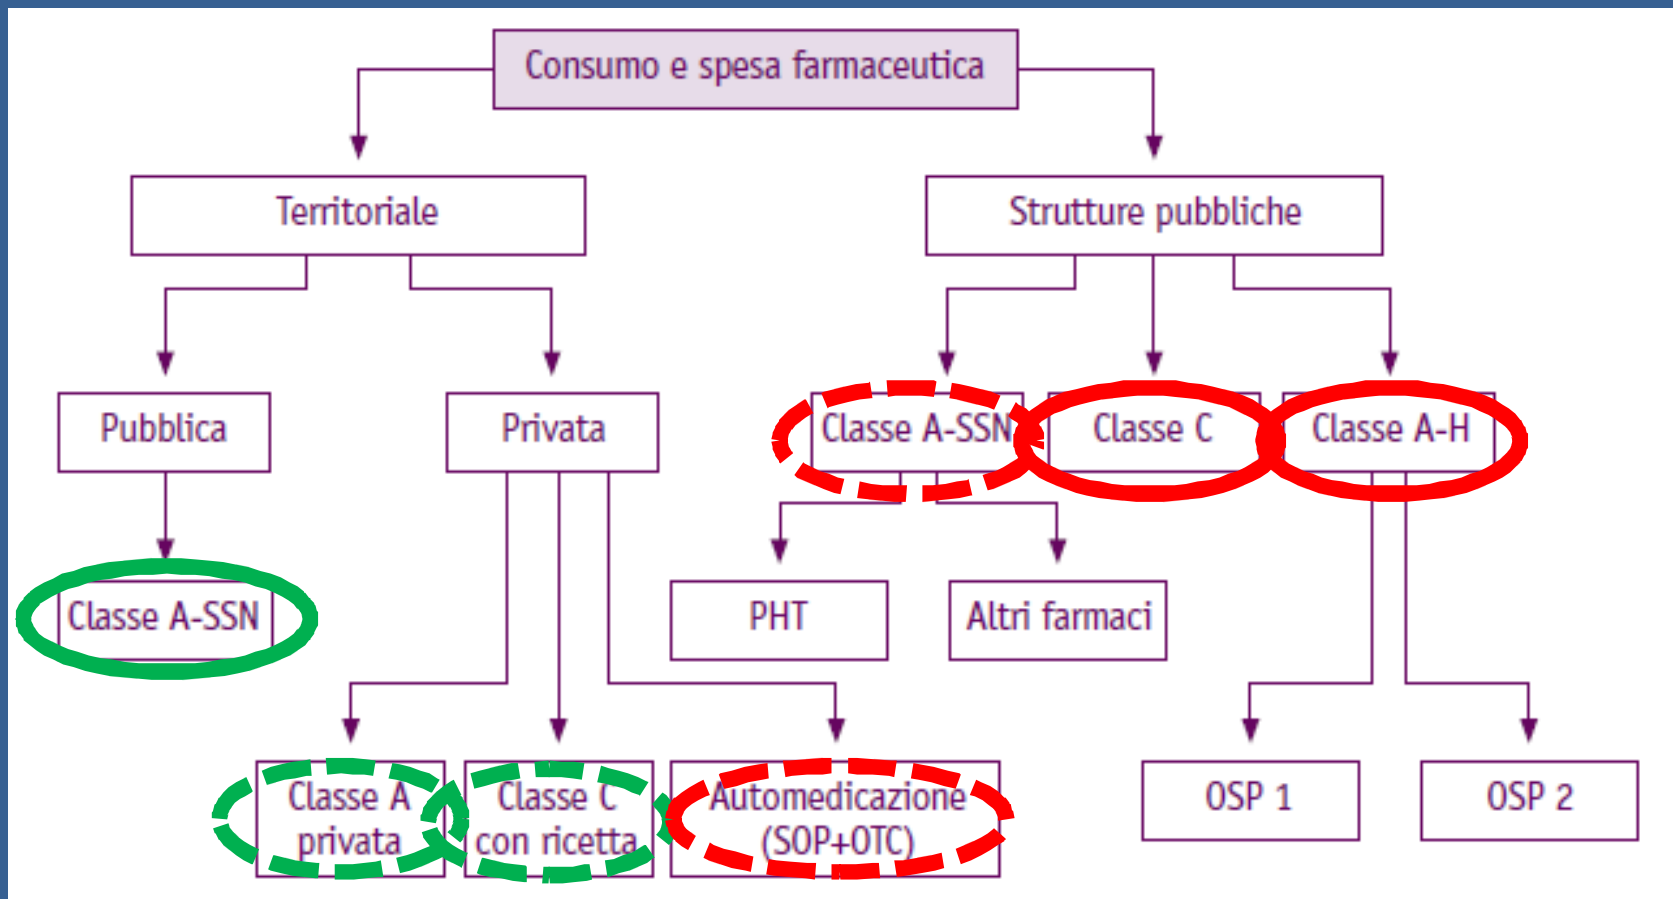 Consumo e spesa farmaceutica
Territoriale
Strutture pubbliche
Pubblica
Privata
Classe A-SSN
Classe C
Classe A-H
Classe A-SSN
PHT
Altri farmaci
Classe A
privata
Classe C
con ricetta
Automedicazione
(SOP+OTC)
OSP 1
OSP 2